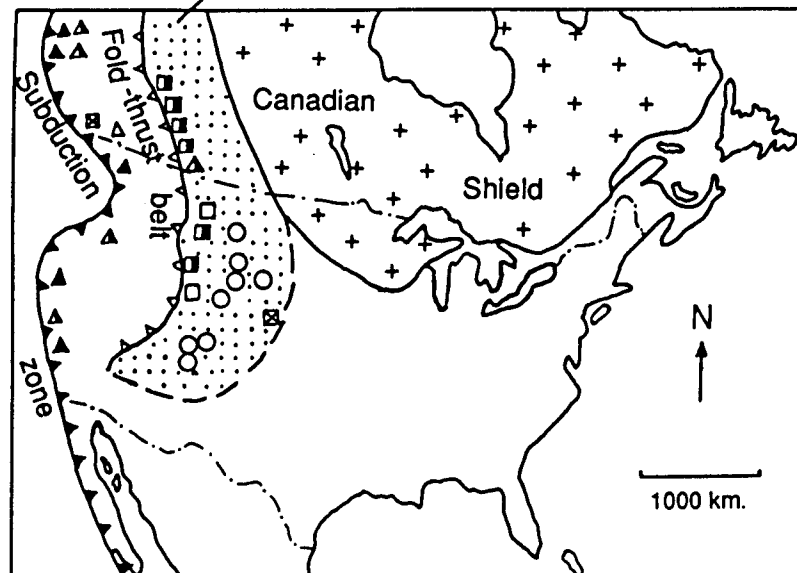 Fold-thrust
belt
Subduction
zone
Canadian
Shield
N
1000 km.